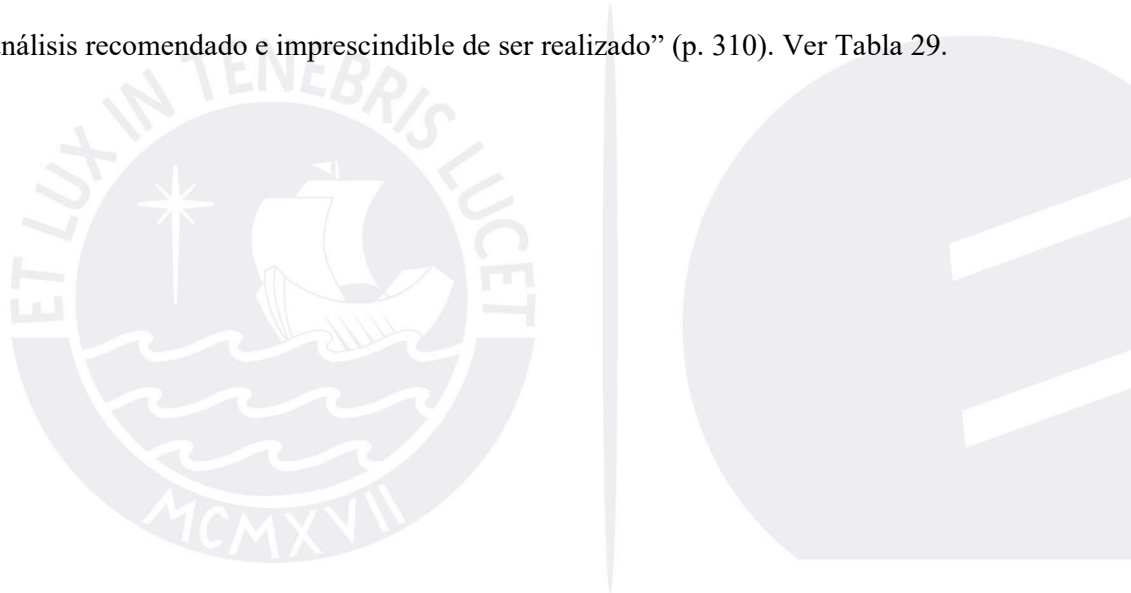 nálisis recomendado e imprescindible de ser realizado” (p. 310). Ver Tabla 29.
ET LUX IN TENEBRIS LUCET
MCMXVII